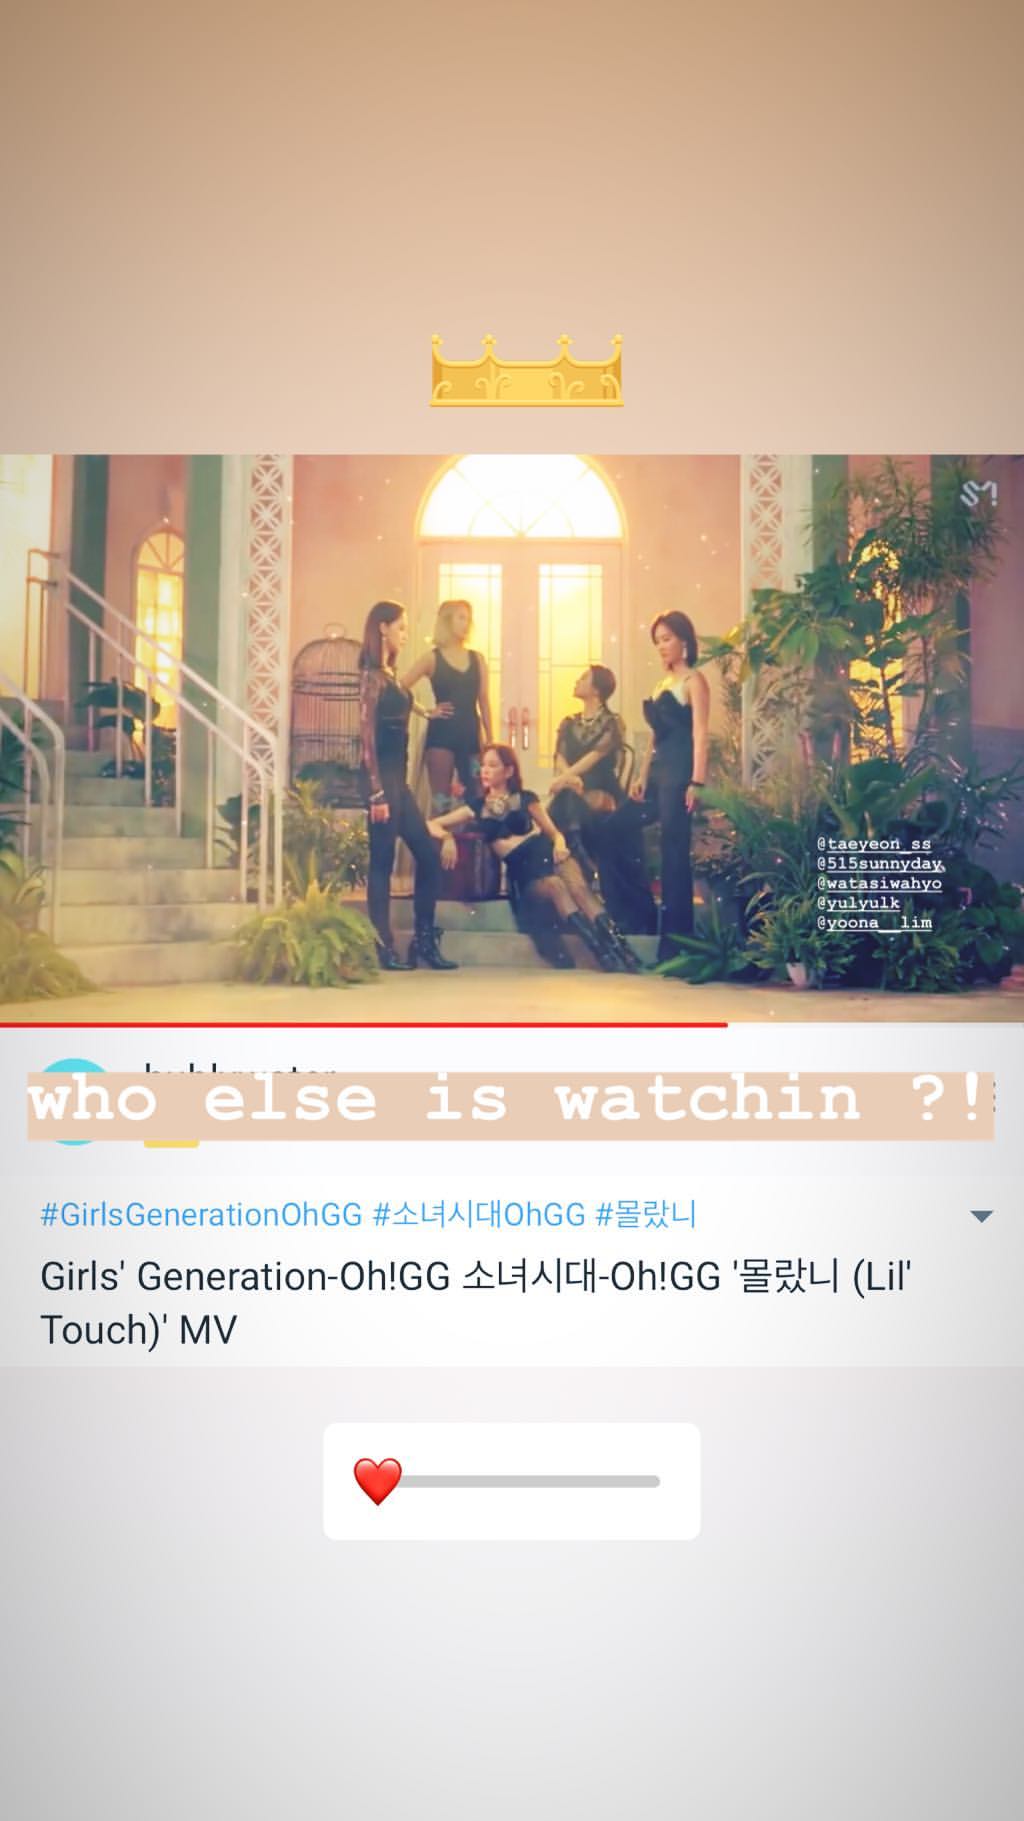 SM!
@taeyeon_ss
@515sunnyday
@watasiwahyo
@yulyulk
@yoona__lim
who else is watchin ?!
#GirlsGenerationOhGG #소녀시대OhGG #몰랐니
Girls' Generation-Oh!GG 소녀시대-Oh!GG '몰랐니 (Lil'
Touch)' MV